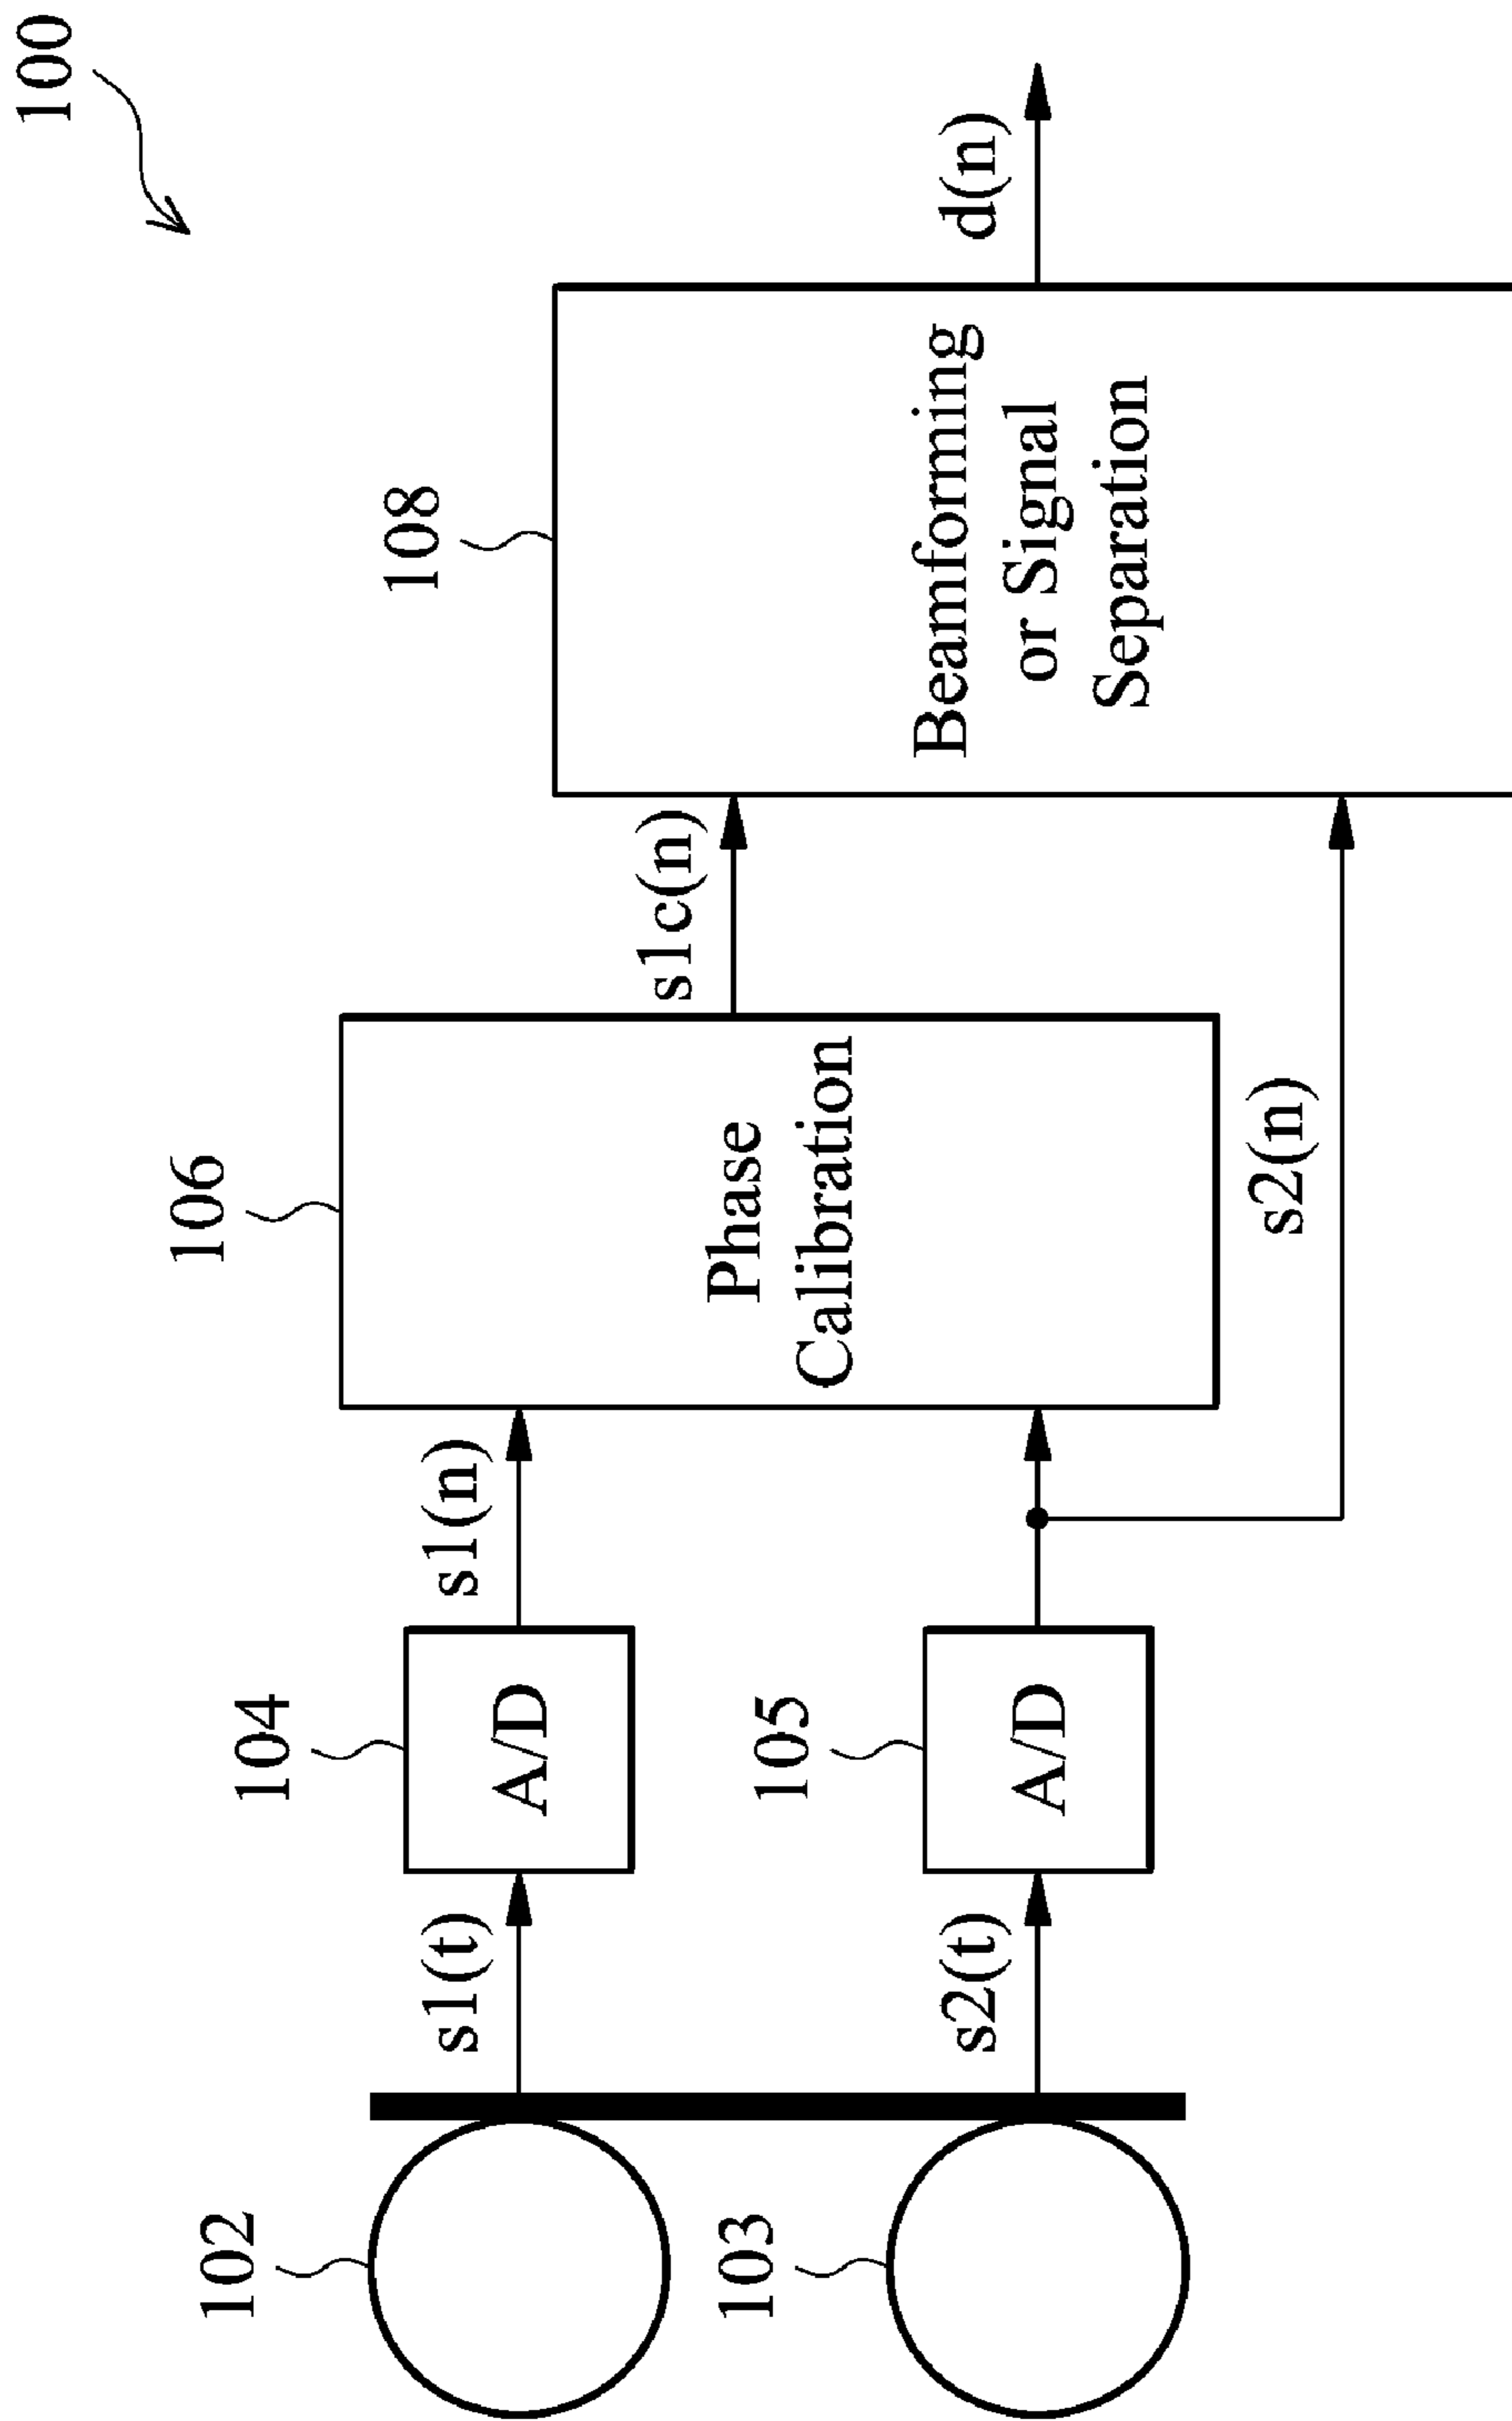 100
102
s1(t)
104
A/D
s1(n)
106
Phase
Calibration
s1c(n)
108
Beamforming
or Signal
Separation
d(n)
103
s2(t)
105
A/D
s2(n)